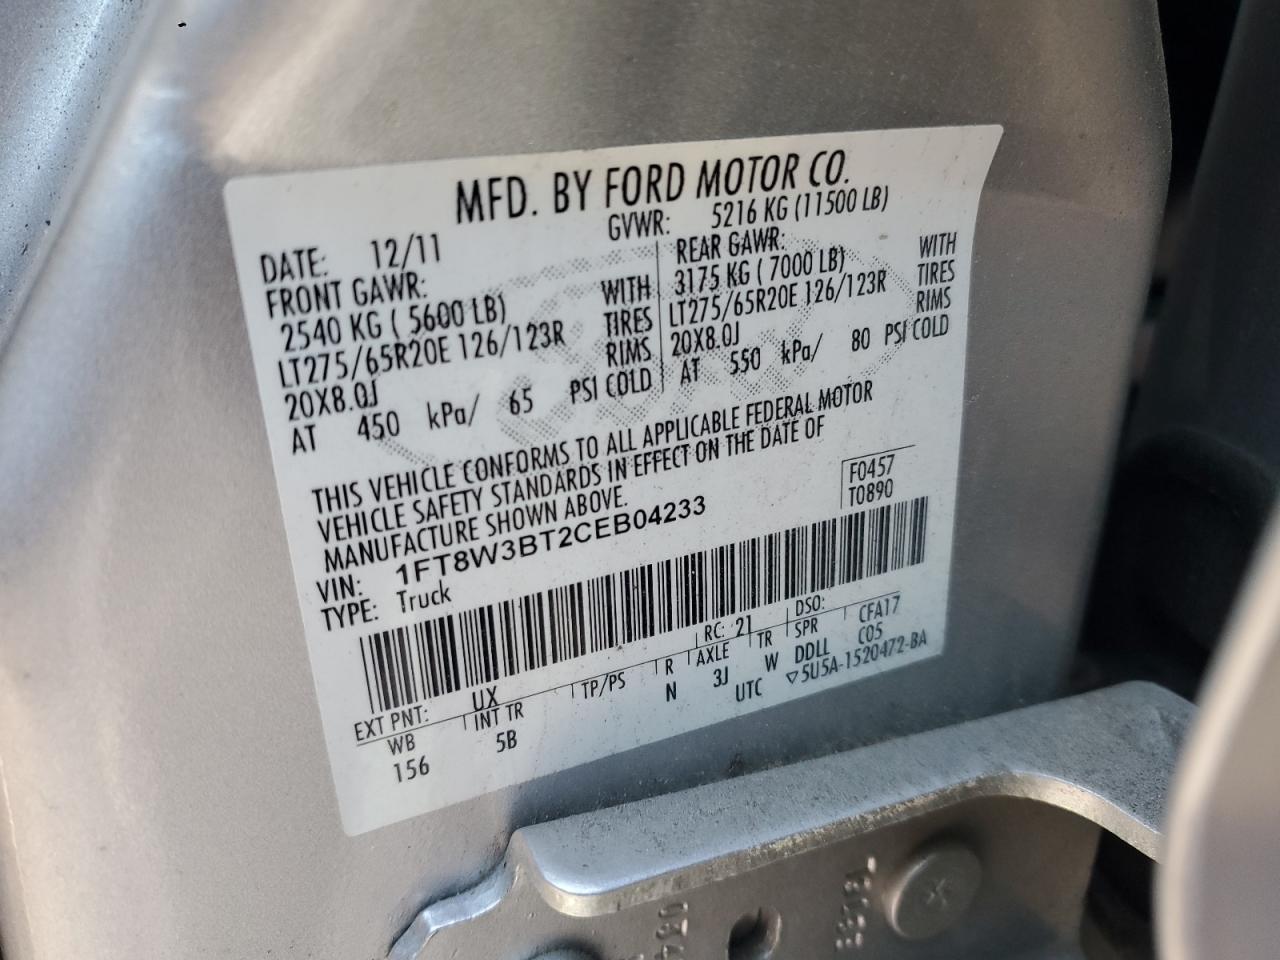 MFD. BY FORD MOTOR CO.
DATE: 12/11 GVWR: 5216 KG (11500 LB)
FRONT GAWR:
2540 KG ( 5600 LB) WITH
LT275/65R20E 126/123R TIRES
20X8.0J RIMS
AT 450 kPa/ 65 PSI COLD
REAR GAWR:
3175 KG ( 7000 LB) WITH
LT275/65R20E 126/123R TIRES
20X8.0J RIMS
AT 550 kPa/ 80 PSI COLD
THIS VEHICLE CONFORMS TO ALL APPLICABLE FEDERAL MOTOR
VEHICLE SAFETY STANDARDS IN EFFECT ON THE DATE OF
MANUFACTURE SHOWN ABOVE.
F0457
T0890
VIN: 1FT8W3BT2CEB04233
TYPE: Truck
EXT PNT: UX RC: 21 DSO:
WB INT TR TP/PS R AXLE TR SPR CFA17
156 5B N 3J W DDLL C05
UTC ▽5U5A-1520472-BA